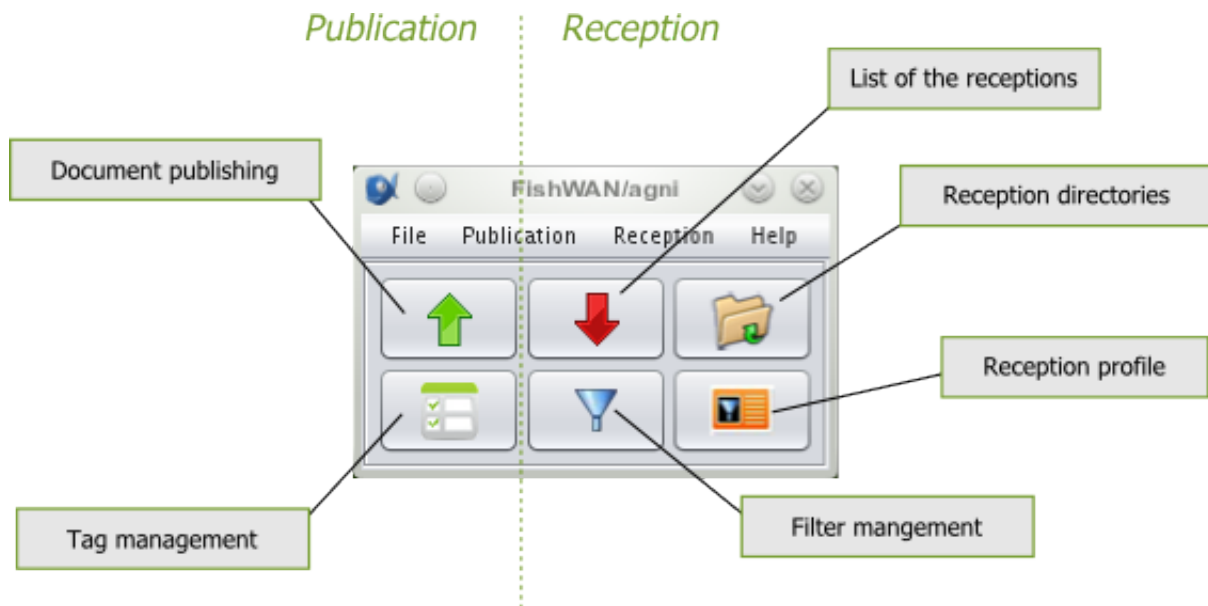 Publication
Reception
List of the receptions
Document publishing
FishWAN/agni
Reception directories
File Publication Reception Help
Reception profile
Tag management
Filter mangement